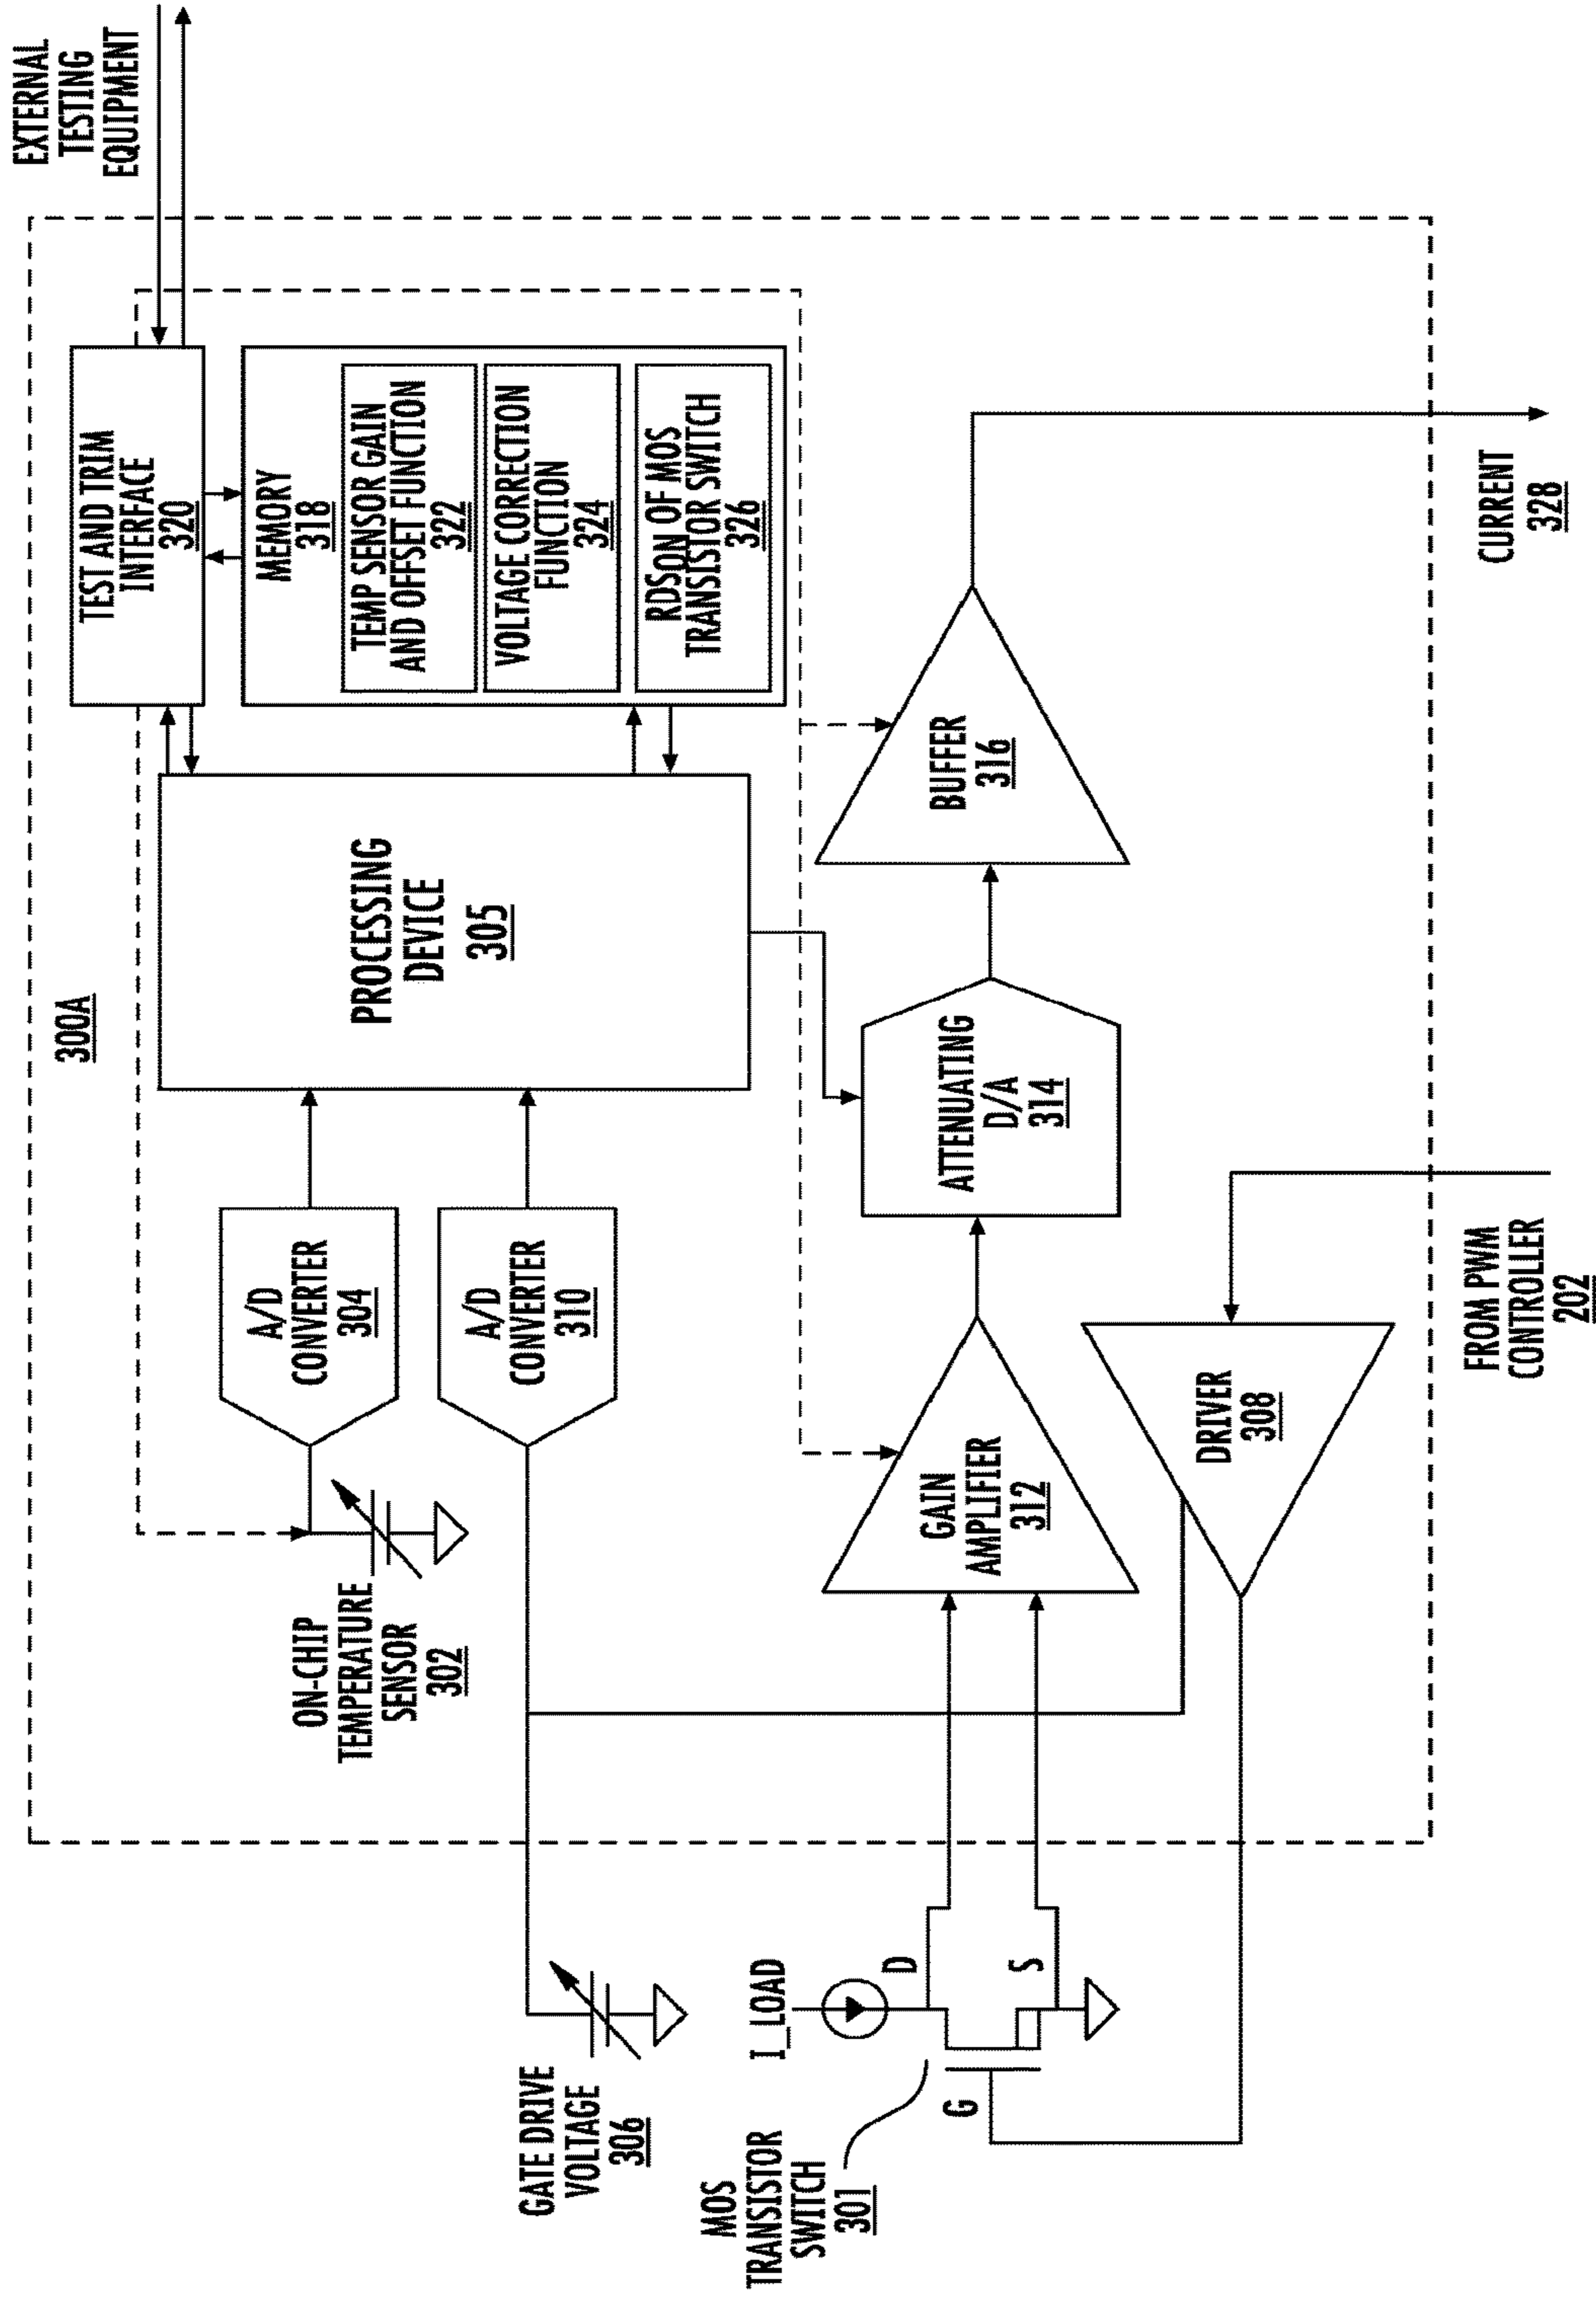 300A
EXTERNAL
TESTING
EQUIPMENT
TEST AND TRIM
INTERFACE
320
ON-CHIP
TEMPERATURE
SENSOR
302
A/D
CONVERTER
304
A/D
CONVERTER
310
PROCESSING
DEVICE
305
MEMORY
318
TEMP SENSOR GAIN
AND OFFSET FUNCTION
322
VOLTAGE CORRECTION
FUNCTION
324
RDSON OF MOS
TRANSISTOR SWITCH
326
GATE DRIVE
VOLTAGE
306
MOS
TRANSISTOR
SWITCH
301
I_LOAD
D
G
S
GAIN
AMPLIFIER
312
ATTENUATING
D/A
314
BUFFER
316
DRIVER
308
FROM PWM
CONTROLLER
202
CURRENT
328